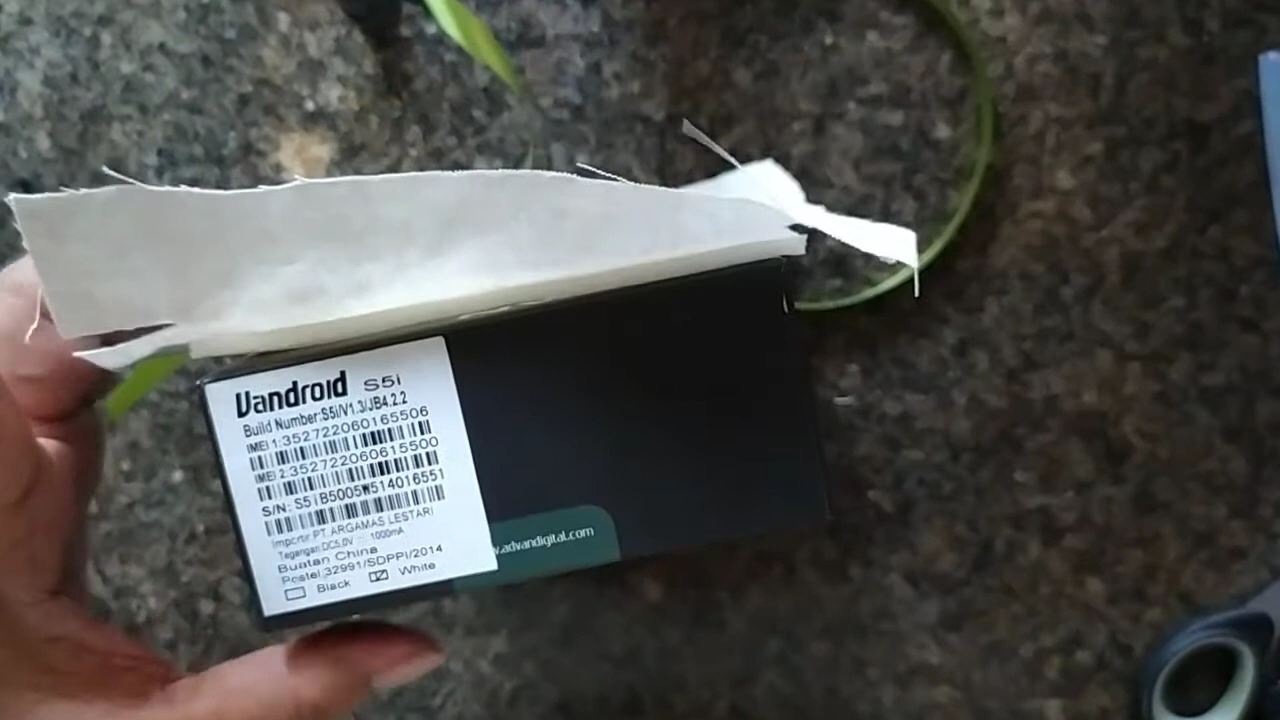 Vandroid S5i
Build Number:S5i/V1.3/JB4.2.2
IMEI 1:352722060165506
IMEI 2:352722060615500
S/N: S5iB5005W514016551
Importir PT. ARGAMAS LESTARI
Tegangan DC5.0V ⎓ 1000mA
Buatan China
Postel 32991/SDPPI/2014
Black White
.advandigital.com